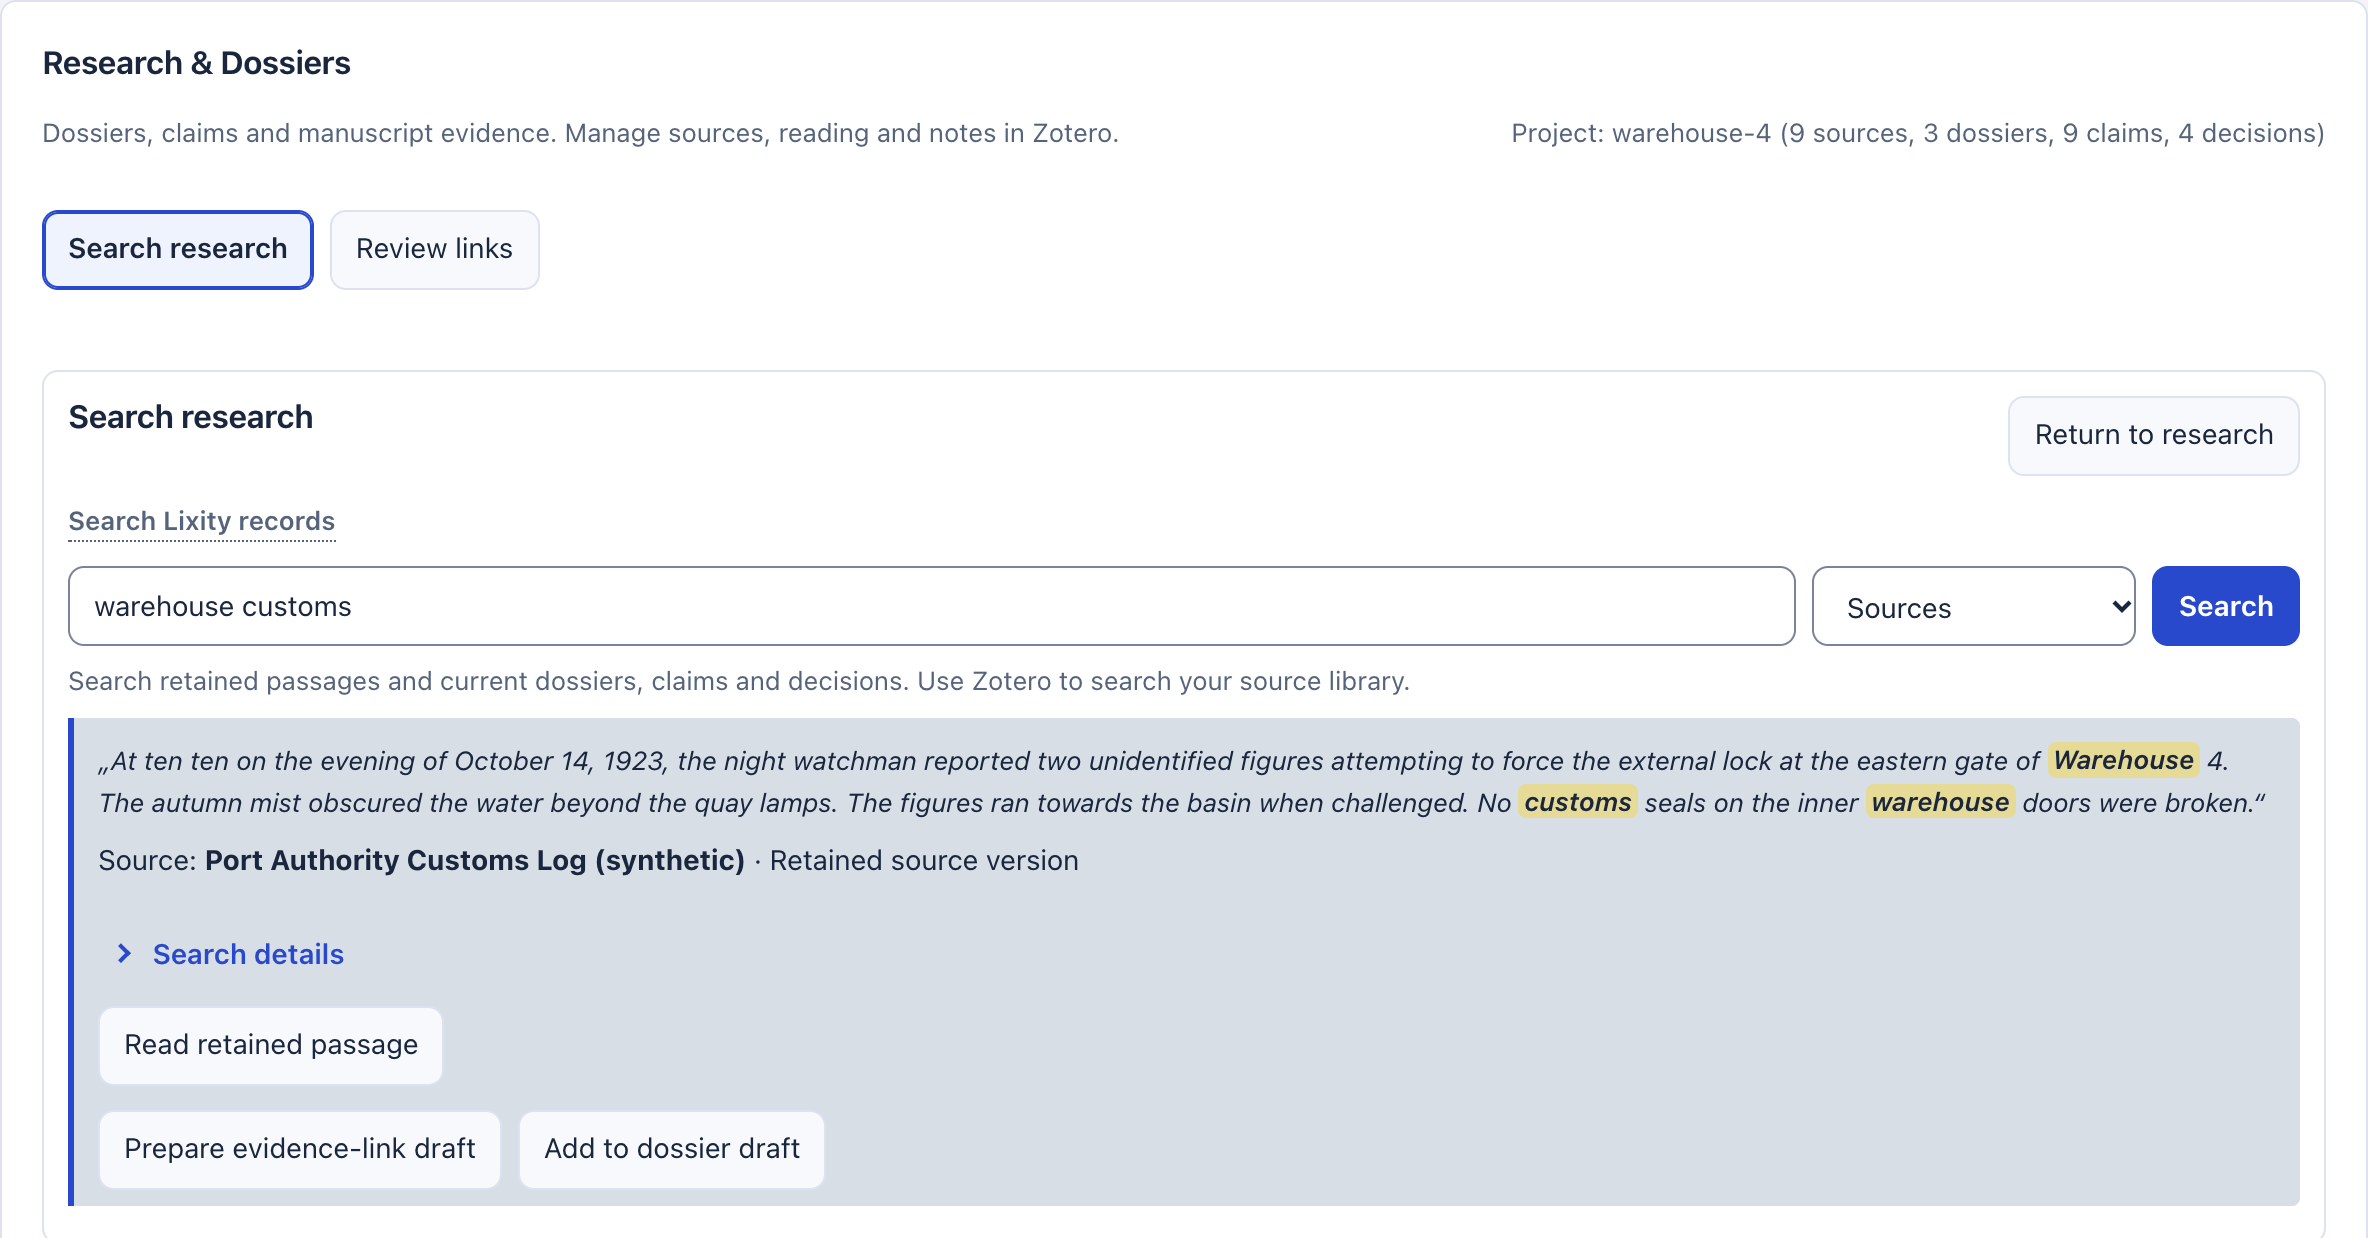 Research & Dossiers
Dossiers, claims and manuscript evidence. Manage sources, reading and notes in Zotero.
Project: warehouse-4 (9 sources, 3 dossiers, 9 claims, 4 decisions)
Search research
Review links
Search research
Return to research
Search Lixity records
warehouse customs
Sources
Search
Search retained passages and current dossiers, claims and decisions. Use Zotero to search your source library.
„At ten ten on the evening of October 14, 1923, the night watchman reported two unidentified figures attempting to force the external lock at the eastern gate of Warehouse 4.
The autumn mist obscured the water beyond the quay lamps. The figures ran towards the basin when challenged. No customs seals on the inner warehouse doors were broken.“
Source: Port Authority Customs Log (synthetic) · Retained source version
Search details
Read retained passage
Prepare evidence-link draft
Add to dossier draft